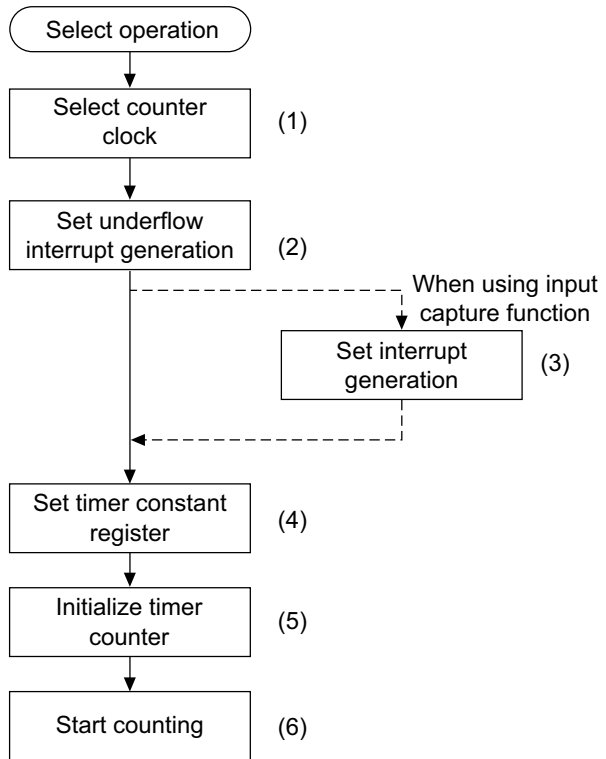 Select operation
Select counter
clock
(1)
Set underflow
interrupt generation
(2)
When using input
capture function
Set interrupt
generation
(3)
Set timer constant
register
(4)
Initialize timer
counter
(5)
Start counting
(6)